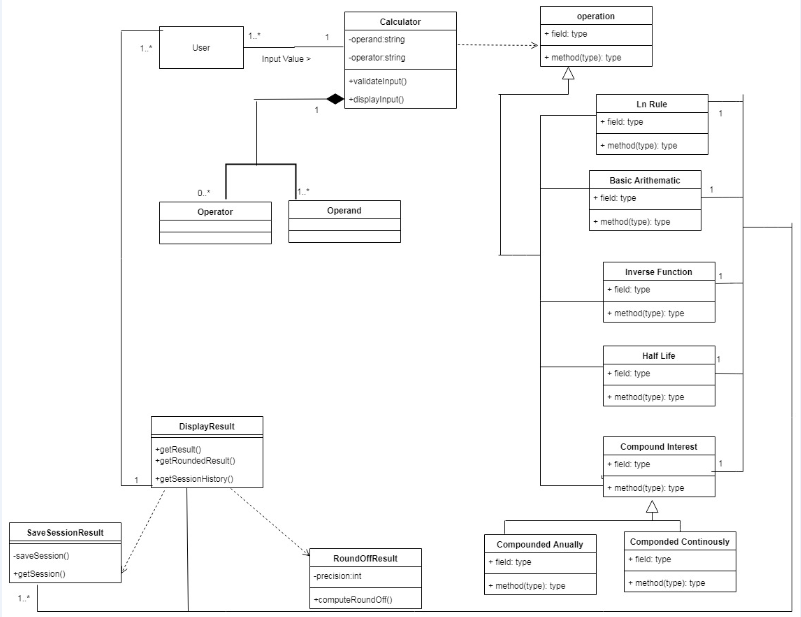 Calculator
-operand:string
-operator:string
+validateInput()
+displayInput()
operation
+ field: type
+ method(type): type
1..*
User
1..*
1
Input Value >
1
Ln Rule
+ field: type
+ method(type): type
1
Basic Arithematic
+ field: type
+ method(type): type
1
0..*
1..*
Operator
Operand
Inverse Function
+ field: type
+ method(type): type
1
Half Life
+ field: type
+ method(type): type
1
DisplayResult
+getResult()
+getRoundedResult()
+getSessionHistory()
1
Compound Interest
+ field: type
+ method(type): type
1
SaveSessionResult
-saveSession()
+getSession()
1..*
RoundOffResult
-precision:int
+computeRoundOff()
Compounded Anually
+ field: type
+ method(type): type
Componded Continously
+ field: type
+ method(type): type